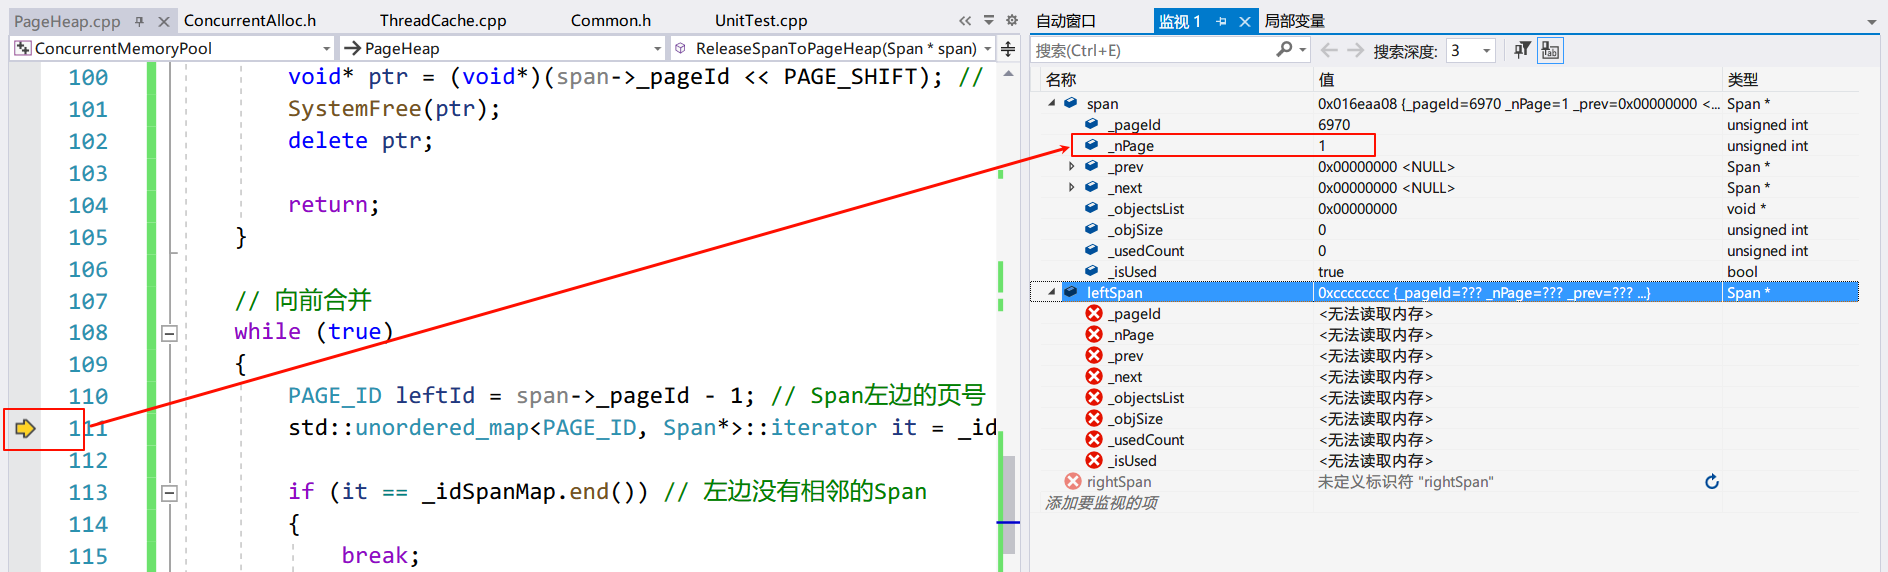 PageHeap.cpp ConcurrentAlloc.h ThreadCache.cpp Common.h UnitTest.cpp
ConcurrentMemoryPool PageHeap ReleaseSpanToPageHeap(Span * span)
100 void* ptr = (void*)(span->_pageId << PAGE_SHIFT); //
101 SystemFree(ptr);
102 delete ptr;
103
104 return;
105 }
106
107 // 向前合并
108 while (true)
109 {
110 PAGE_ID leftId = span->_pageId - 1; // Span左边的页号
111 std::unordered_map<PAGE_ID, Span*>::iterator it = _id
112
113 if (it == _idSpanMap.end()) // 左边没有相邻的Span
114 {
115 break;
自动窗口 监视 1 局部变量
搜索(Ctrl+E) 搜索深度: 3
名称 值 类型
span 0x016eaa08 {_pageId=6970 _nPage=1 _prev=0x00000000 <... Span *
_pageId 6970 unsigned int
_nPage 1 unsigned int
_prev 0x00000000 <NULL> Span *
_next 0x00000000 <NULL> Span *
_objectsList 0x00000000 void *
_objSize 0 unsigned int
_usedCount 0 unsigned int
_isUsed true bool
leftSpan 0xcccccccc {_pageId=??? _nPage=??? _prev=??? ...} Span *
_pageId <无法读取内存>
_nPage <无法读取内存>
_prev <无法读取内存>
_next <无法读取内存>
_objectsList <无法读取内存>
_objSize <无法读取内存>
_usedCount <无法读取内存>
_isUsed <无法读取内存>
rightSpan 未定义标识符 "rightSpan"
添加要监视的项